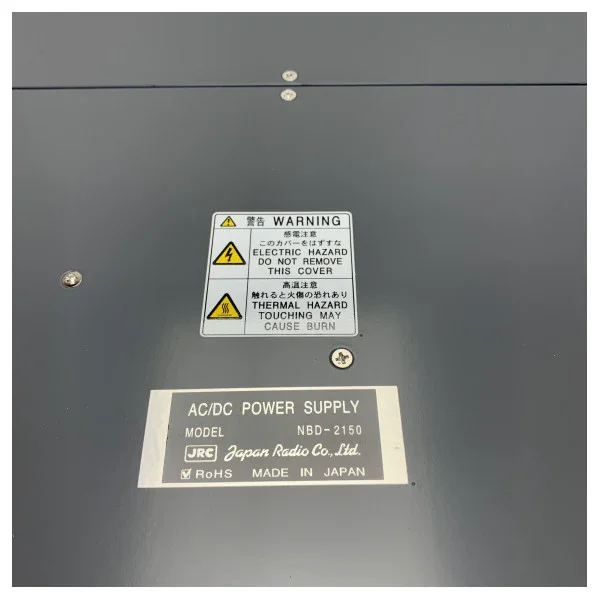 警告 WARNING
感電注意
このカバーをはずすな
ELECTRIC HAZARD
DO NOT REMOVE
THIS COVER
高温注意
触れると火傷の恐れあり
THERMAL HAZARD
TOUCHING MAY
CAUSE BURN
AC/DC POWER SUPPLY
MODEL NBD-2150
JRC Japan Radio Co., Ltd.
RoHS MADE IN JAPAN